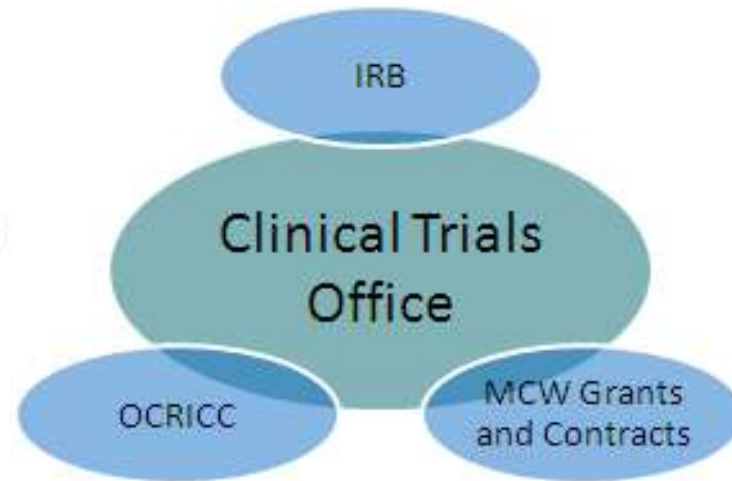 IRB
Clinical Trials
Office
OCRICC
MCW Grants
and Contracts